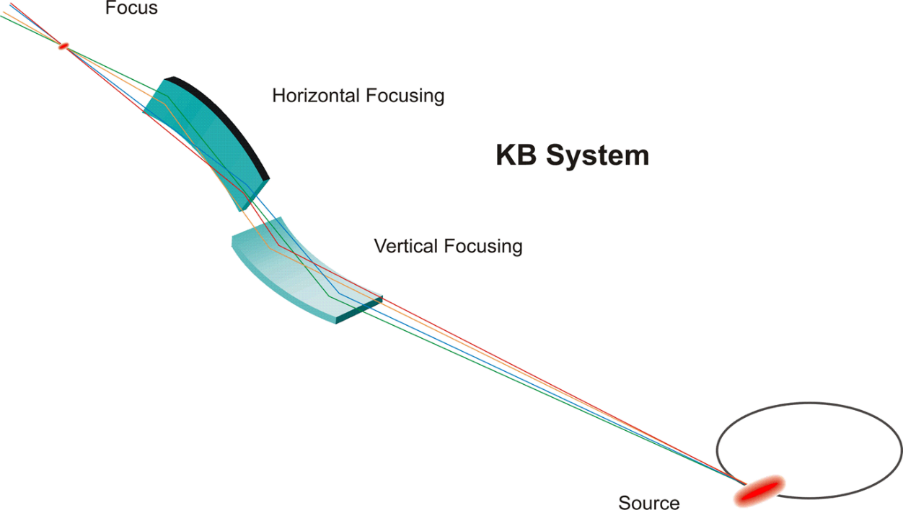 Focus
Horizontal Focusing
KB System
Vertical Focusing
Source